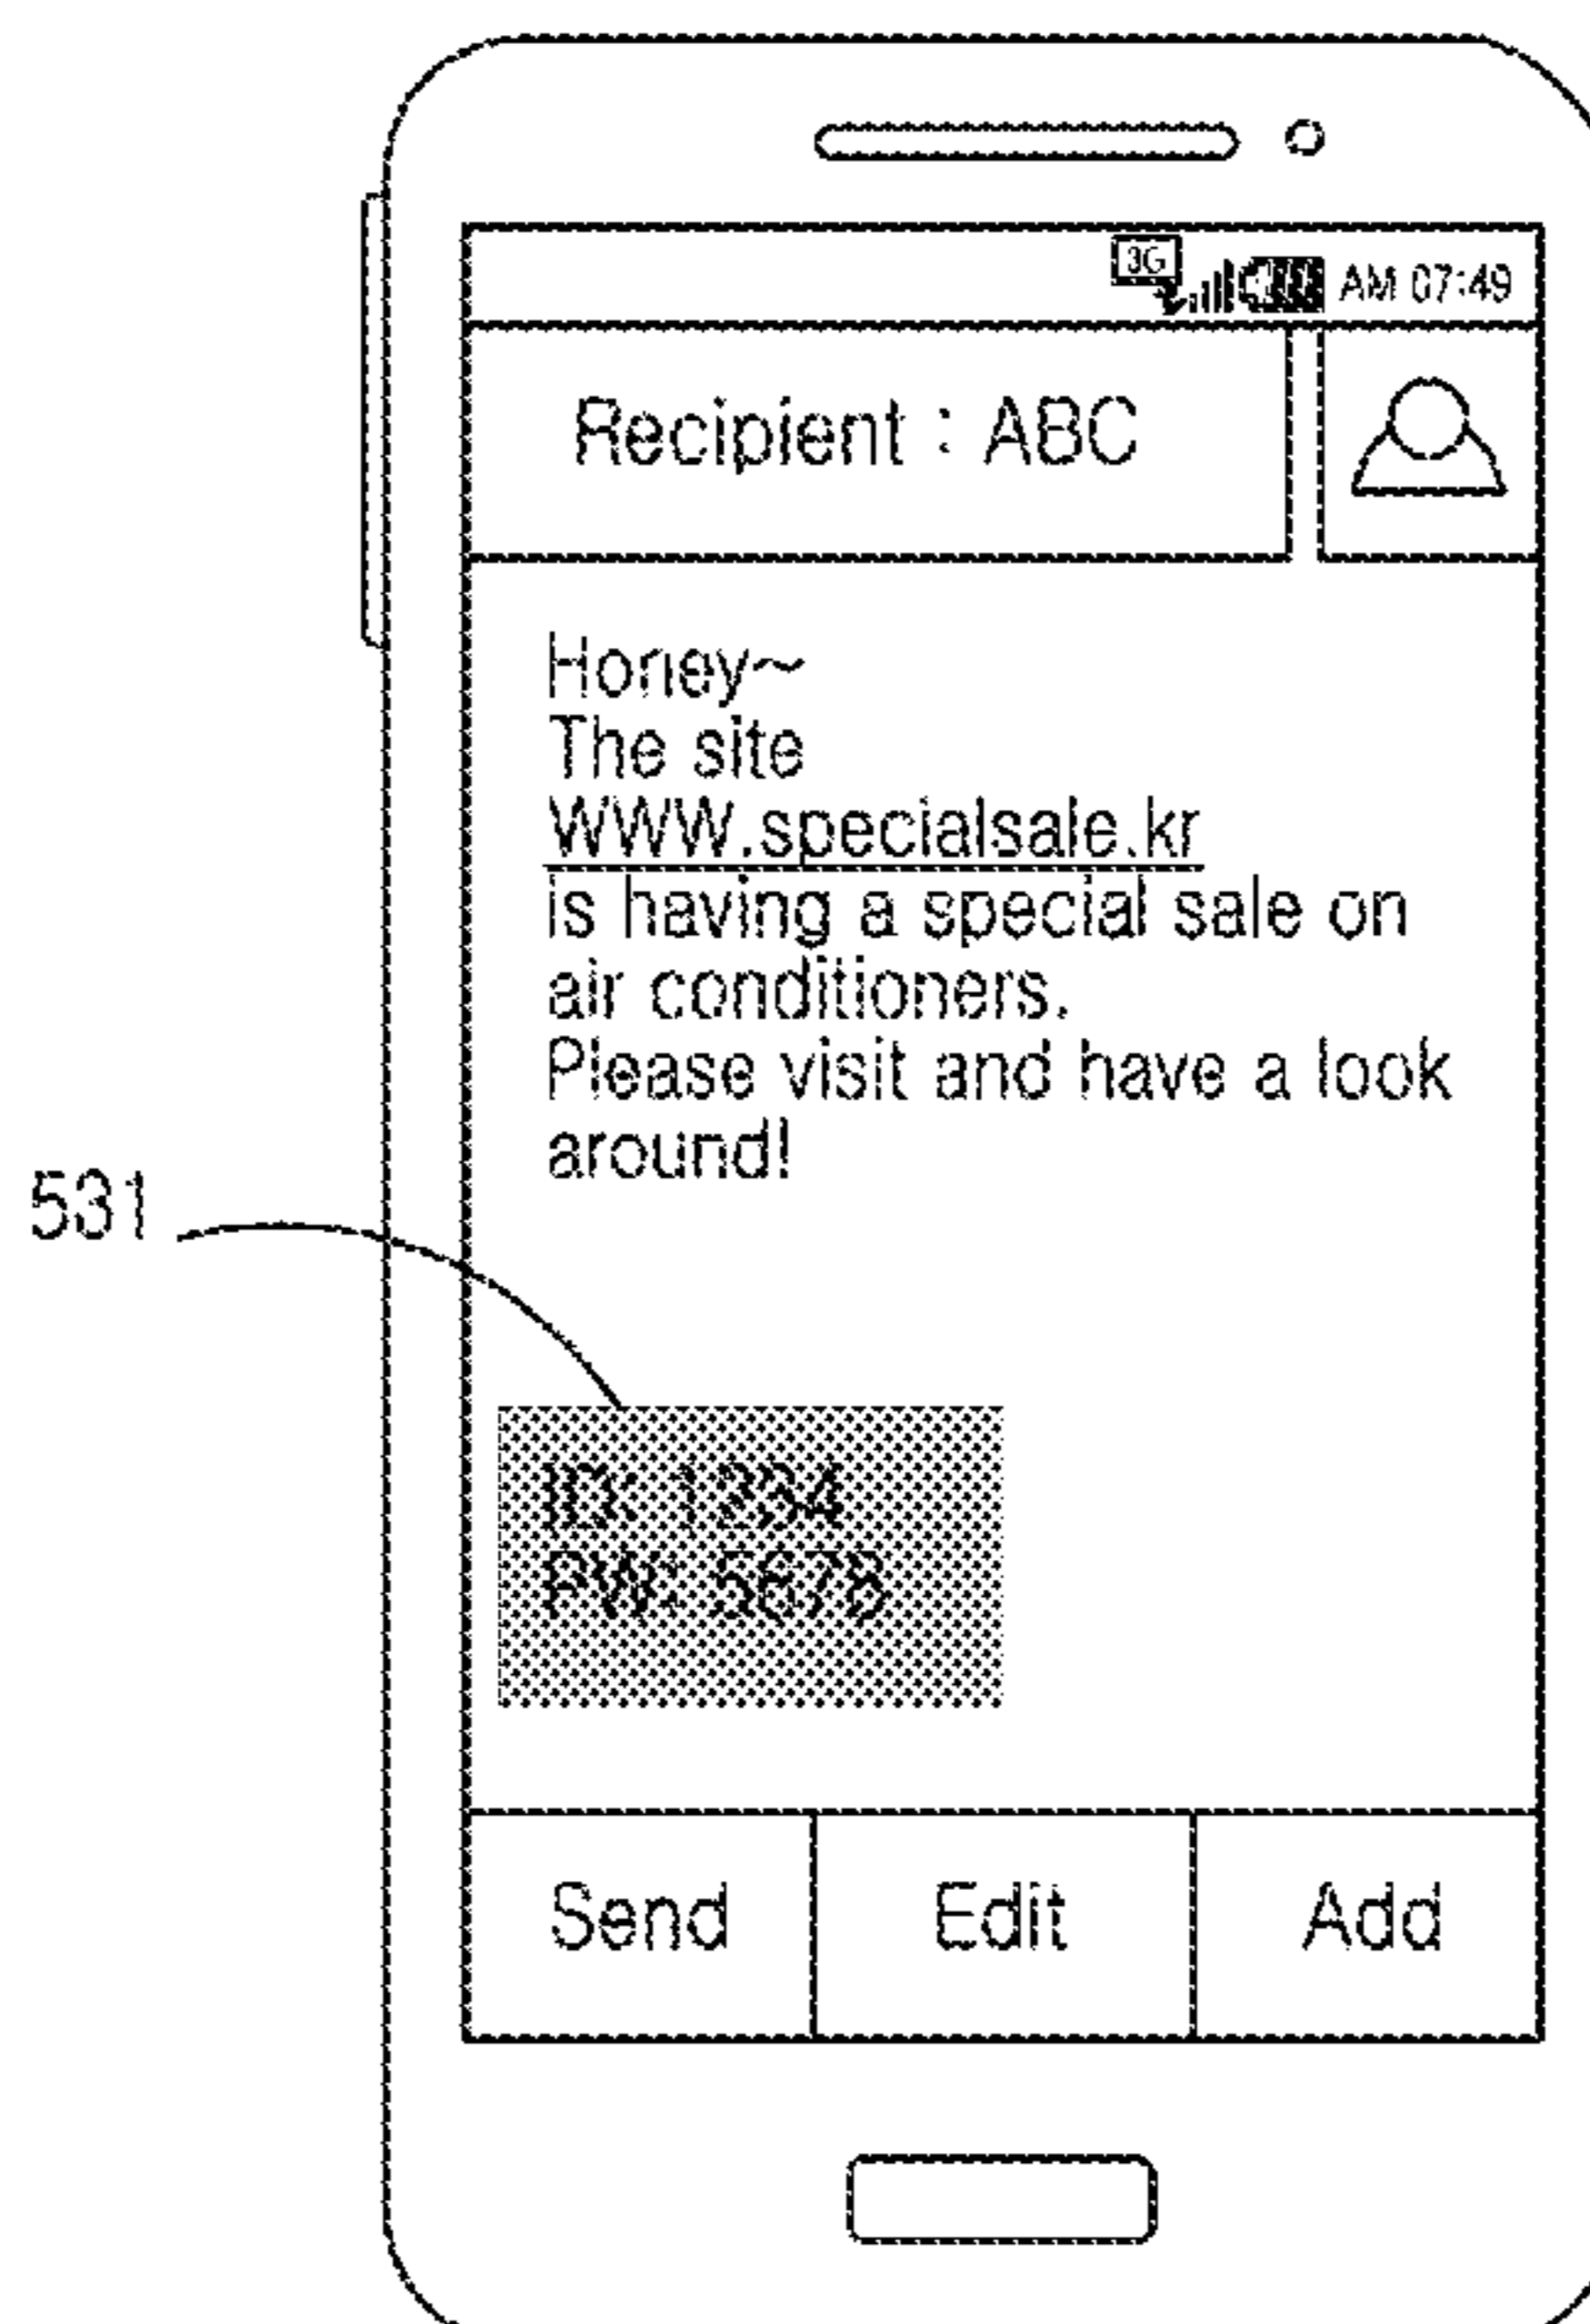 3G AM 07:49
Recipient : ABC
Honey~
The site
WWW.specialsale.kr
is having a special sale on
air conditioners.
Please visit and have a look
around!
531
ID: 1234
PW: 5678
Send Edit Add